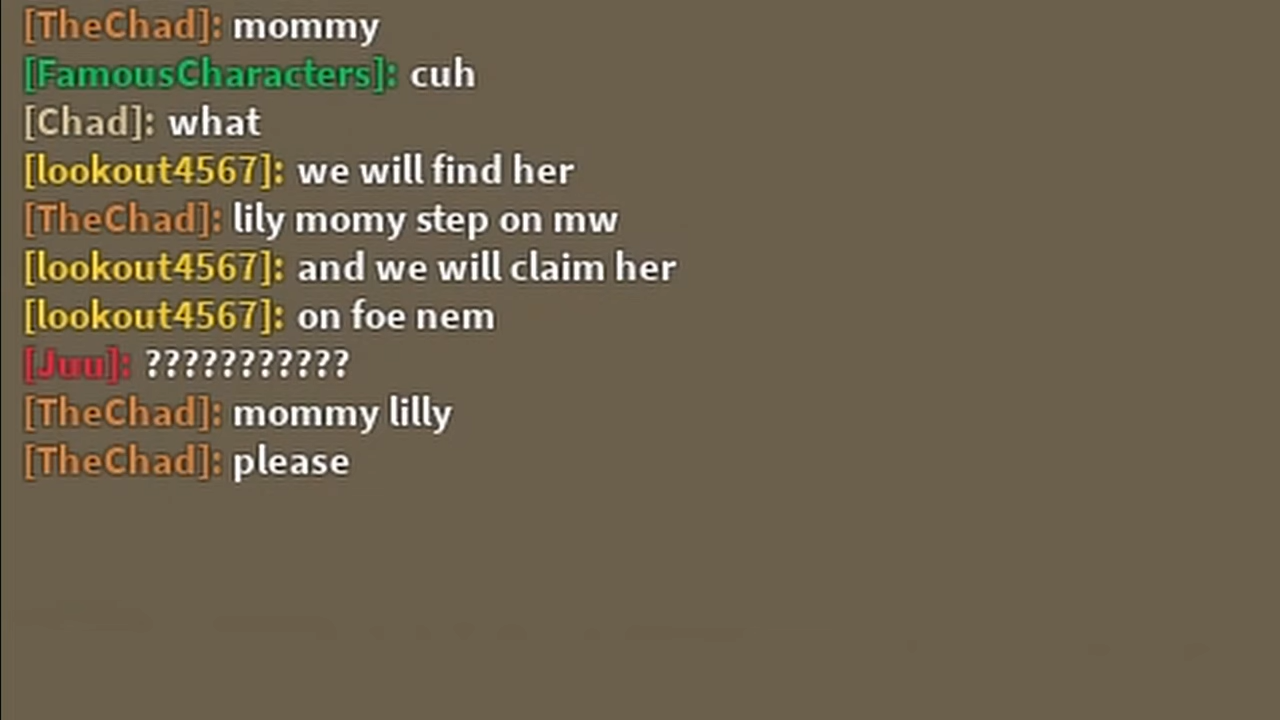 [TheChad]: mommy
[FamousCharacters]: cuh
[Chad]: what
[lookout4567]: we will find her
[TheChad]: lily momy step on mw
[lookout4567]: and we will claim her
[lookout4567]: on foe nem
[Juu]: ???????????
[TheChad]: mommy lilly
[TheChad]: please